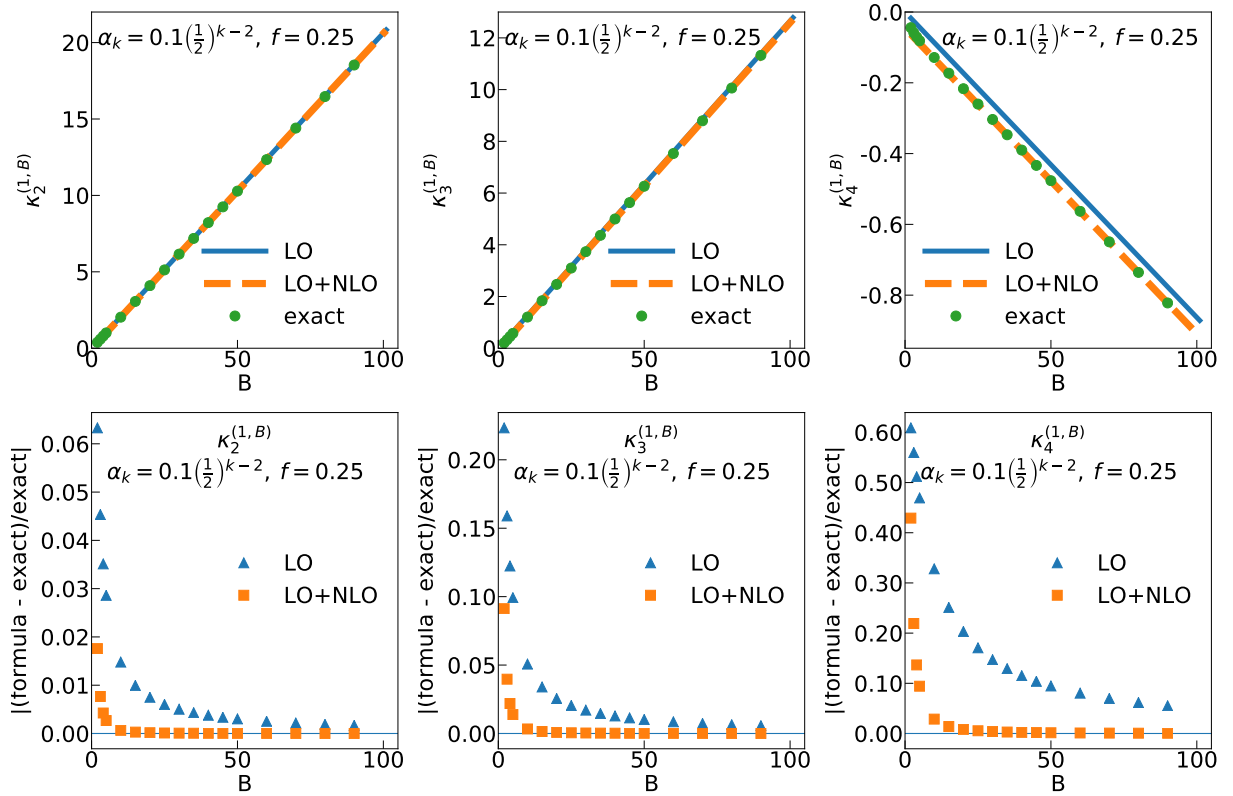 α_k = 0.1(1/2)^{k−2}, f = 0.25
κ_2^{(1,B)}
20
15
10
5
0
LO
LO+NLO
exact
0 50 100
B
α_k = 0.1(1/2)^{k−2}, f = 0.25
κ_3^{(1,B)}
12
10
8
6
4
2
0
LO
LO+NLO
exact
0 50 100
B
α_k = 0.1(1/2)^{k−2}, f = 0.25
κ_4^{(1,B)}
0.0
-0.2
-0.4
-0.6
-0.8
LO
LO+NLO
exact
0 50 100
B
κ_2^{(1,B)}
α_k = 0.1(1/2)^{k−2}, f = 0.25
|(formula - exact)/exact|
0.06
0.05
0.04
0.03
0.02
0.01
0.00
LO
LO+NLO
0 50 100
B
κ_3^{(1,B)}
α_k = 0.1(1/2)^{k−2}, f = 0.25
|(formula - exact)/exact|
0.20
0.15
0.10
0.05
0.00
LO
LO+NLO
0 50 100
B
κ_4^{(1,B)}
α_k = 0.1(1/2)^{k−2}, f = 0.25
|(formula - exact)/exact|
0.60
0.50
0.40
0.30
0.20
0.10
0.00
LO
LO+NLO
0 50 100
B